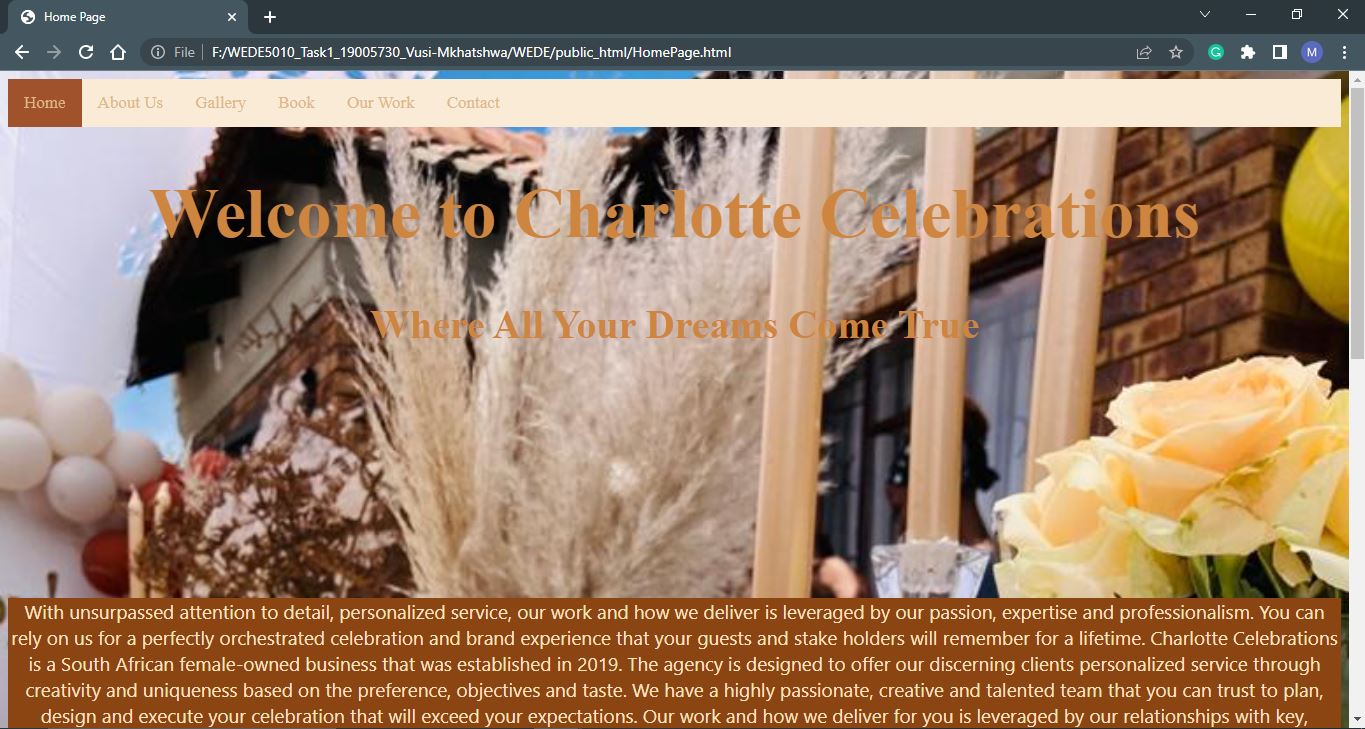 Home Page
File
F:/WEDE5010_Task1_19005730_Vusi-Mkhatshwa/WEDE/public_html/HomePage.html
G
M
Home About Us Gallery Book Our Work Contact
Welcome to Charlotte Celebrations
Where All Your Dreams Come True
With unsurpassed attention to detail, personalized service, our work and how we deliver is leveraged by our passion, expertise and professionalism. You can
rely on us for a perfectly orchestrated celebration and brand experience that your guests and stake holders will remember for a lifetime. Charlotte Celebrations
is a South African female-owned business that was established in 2019. The agency is designed to offer our discerning clients personalized service through
creativity and uniqueness based on the preference, objectives and taste. We have a highly passionate, creative and talented team that you can trust to plan,
design and execute your celebration that will exceed your expectations. Our work and how we deliver for you is leveraged by our relationships with key,